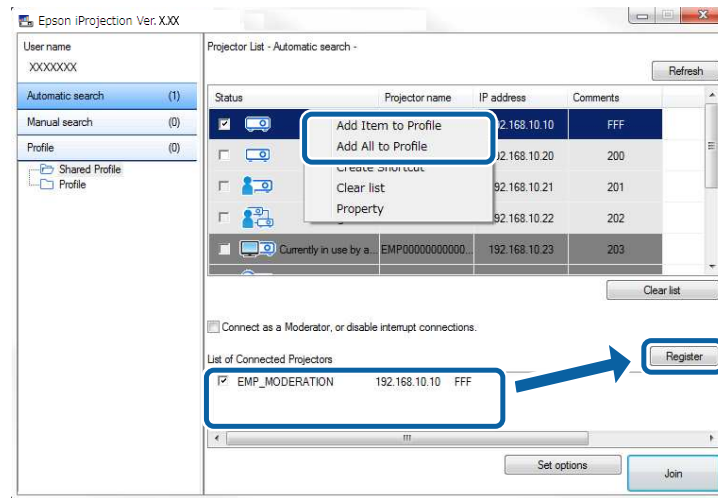 Epson iProjection Ver. X.XX
User name
XXXXXXX
Automatic search (1)
Manual search (0)
Profile (0)
Shared Profile
Profile
Projector List - Automatic search -
Refresh
Status Projector name IP address Comments
192.168.10.10 FFF
192.168.10.20 200
192.168.10.21 201
192.168.10.22 202
Currently in use by a... EMP00000000000... 192.168.10.23 203
Add Item to Profile
Add All to Profile
Create Shortcut
Clear list
Property
Clear list
Connect as a Moderator, or disable interrupt connections.
List of Connected Projectors
Register
EMP_MODERATION 192.168.10.10 FFF
Set options
Join